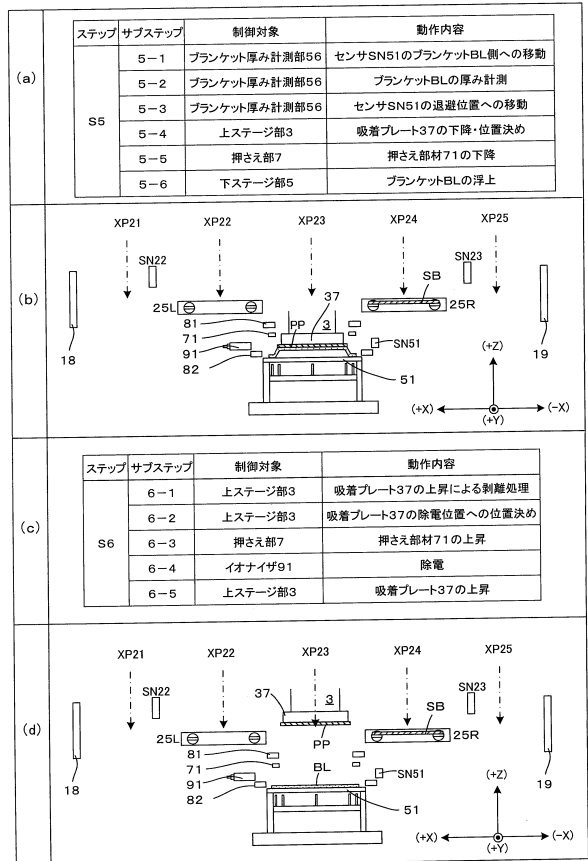 (a)
ステップ サブステップ 制御対象 動作内容
S5
5-1 ブランケット厚み計測部56 センサSN51のブランケットBL側への移動
5-2 ブランケット厚み計測部56 ブランケットBLの厚み計測
5-3 ブランケット厚み計測部56 センサSN51の退避位置への移動
5-4 上ステージ部3 吸着プレート37の下降・位置決め
5-5 押さえ部7 押さえ部材71の下降
5-6 下ステージ部5 ブランケットBLの浮上
(b)
XP21 XP22 XP23 XP24 XP25
SN22 SN23
SB
25L 37 3 25R
81 PP
71
SN51
91
82 51
18 19
(+Z)
(+X) (-X)
(+Y)
(c)
ステップ サブステップ 制御対象 動作内容
S6
6-1 上ステージ部3 吸着プレート37の上昇による剥離処理
6-2 上ステージ部3 吸着プレート37の除電位置への位置決め
6-3 押さえ部7 押さえ部材71の上昇
6-4 イオナイザ91 除電
6-5 上ステージ部3 吸着プレート37の上昇
(d)
XP21 XP22 XP23 XP24 XP25
SN22 SN23
37 3 SB
25L 25R
PP
81
71 BL
SN51
91
82 51
18 19
(+Z)
(+X) (-X)
(+Y)